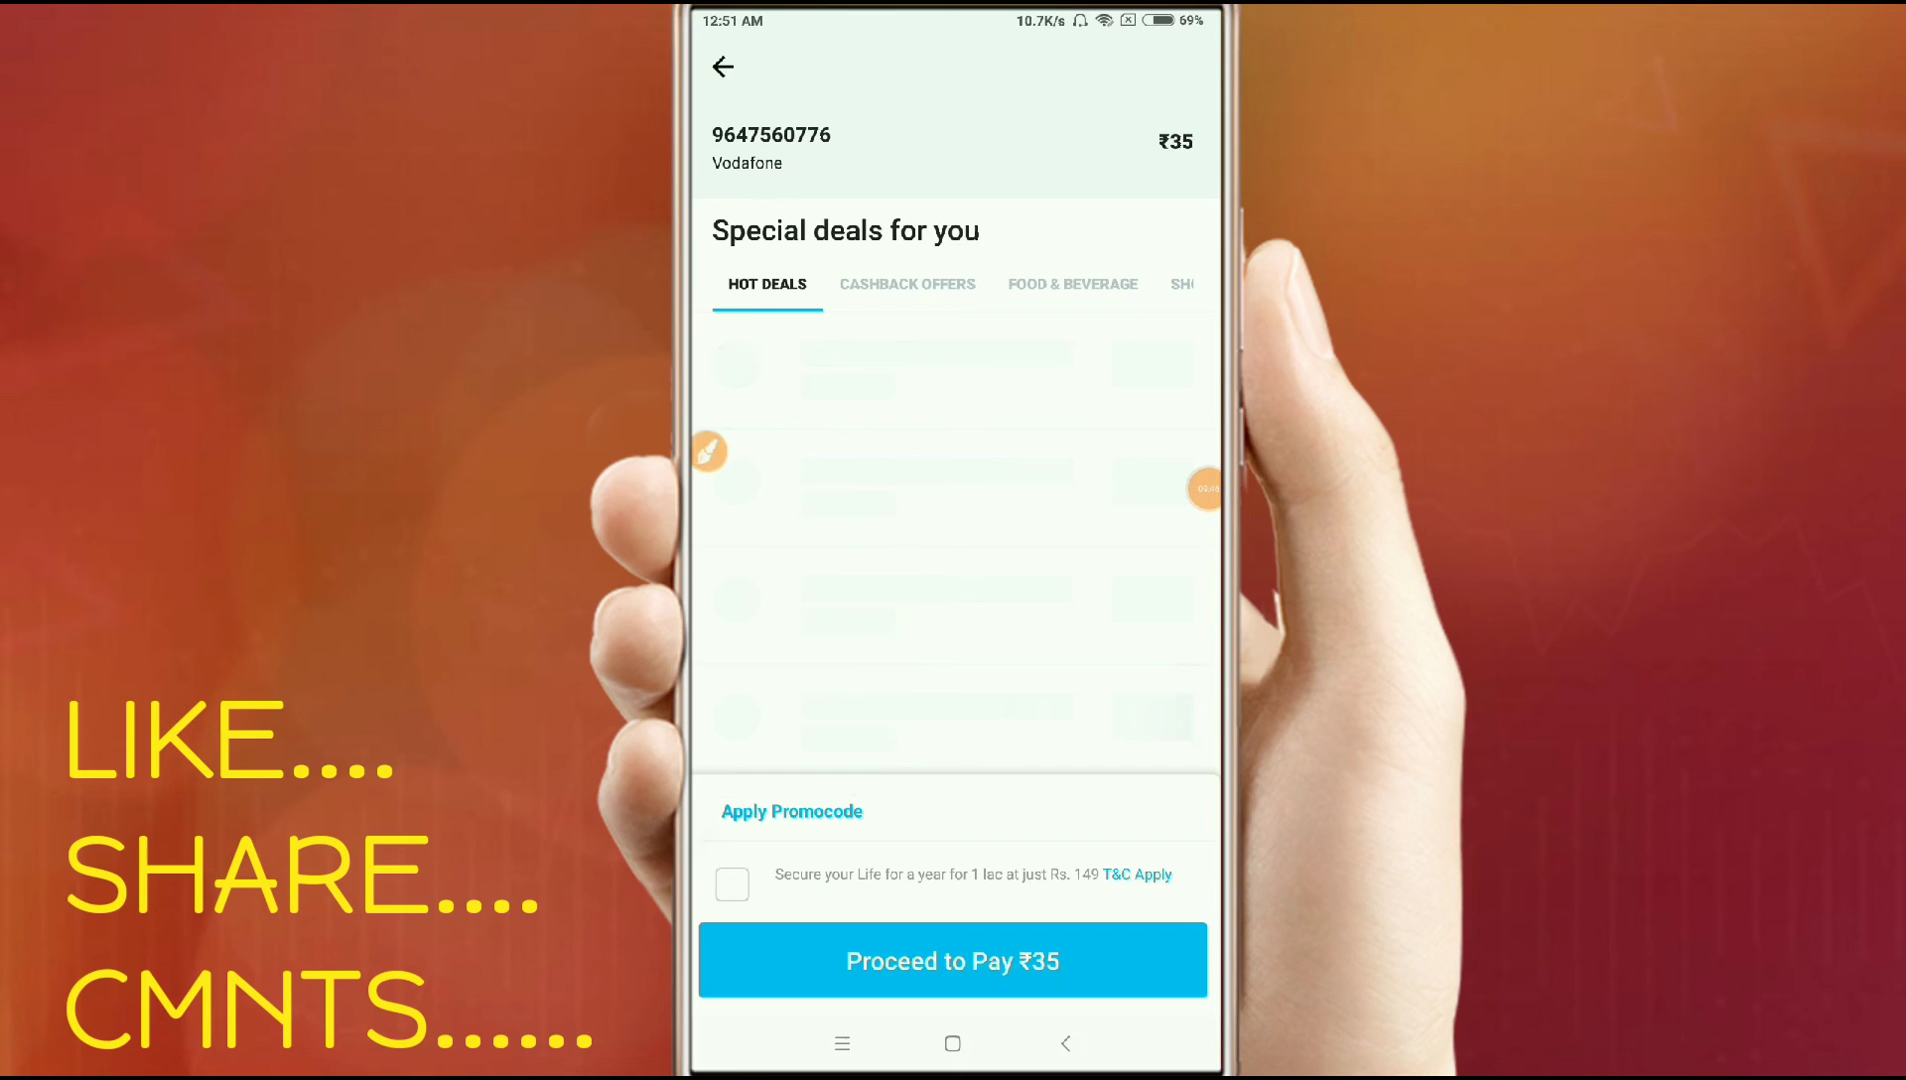 12:51 AM 10.7K/s 69%
9647560776 ₹35
Vodafone
Special deals for you
HOT DEALS CASHBACK OFFERS FOOD & BEVERAGE
Apply Promocode
Secure your Life for a year for 1 lac at just Rs. 149 T&C Apply
Proceed to Pay ₹35
LIKE....
SHARE....
CMNTS......